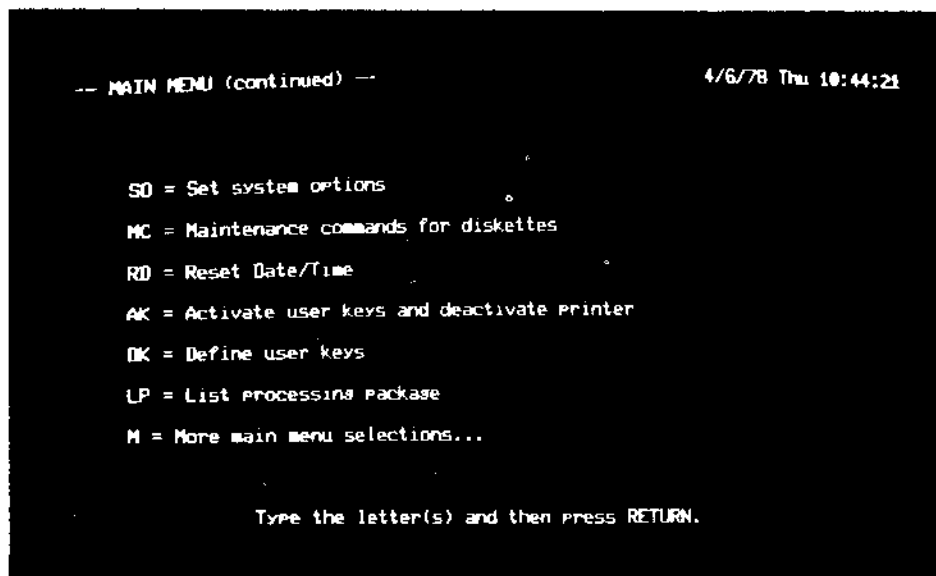 -- MAIN MENU (continued) --    4/6/78 Thu 10:44:21
SO = Set system options
MC = Maintenance commands for diskettes
RD = Reset Date/Time
AK = Activate user keys and deactivate printer
DK = Define user keys
LP = List processing package
M = More main menu selections...
Type the letter(s) and then press RETURN.